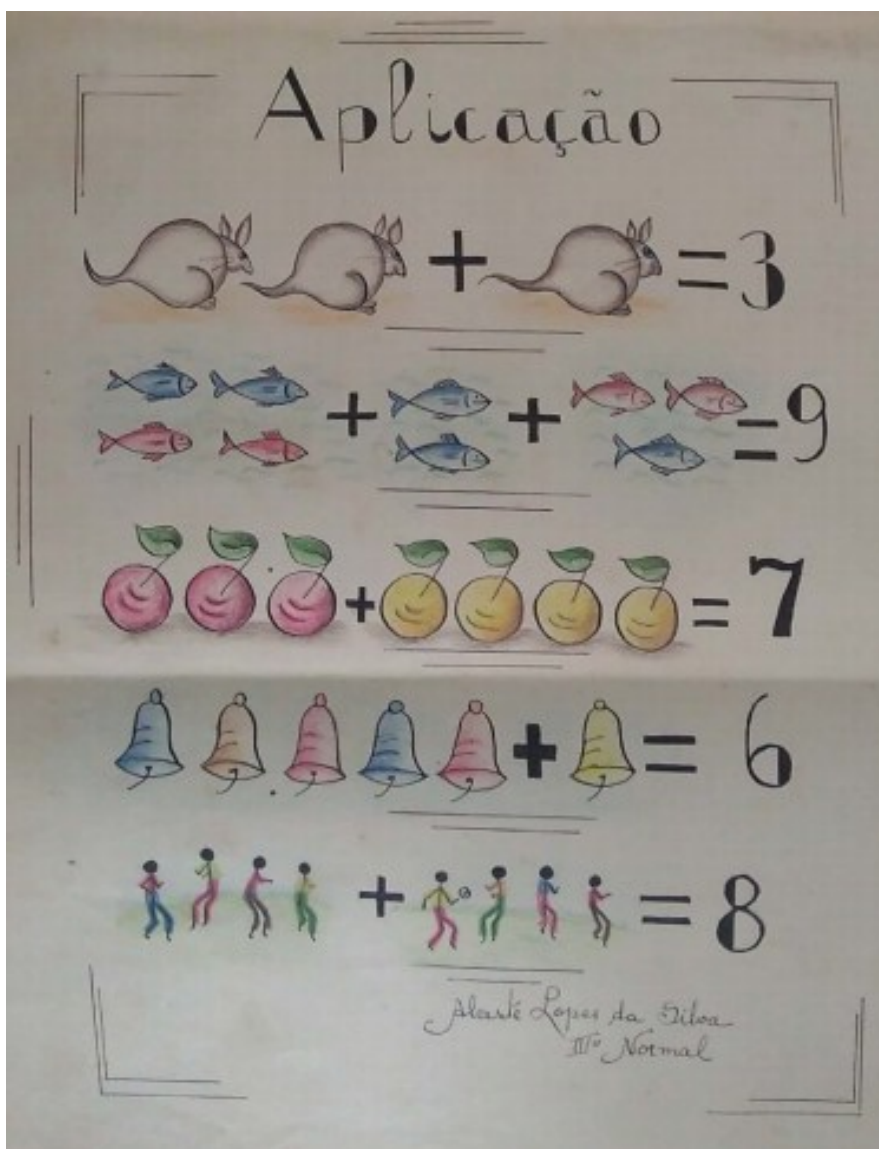 Aplicação
+ = 3
+ + = 9
+ = 7
+ = 6
+ = 8
Lopes da Silva
IIIº Normal